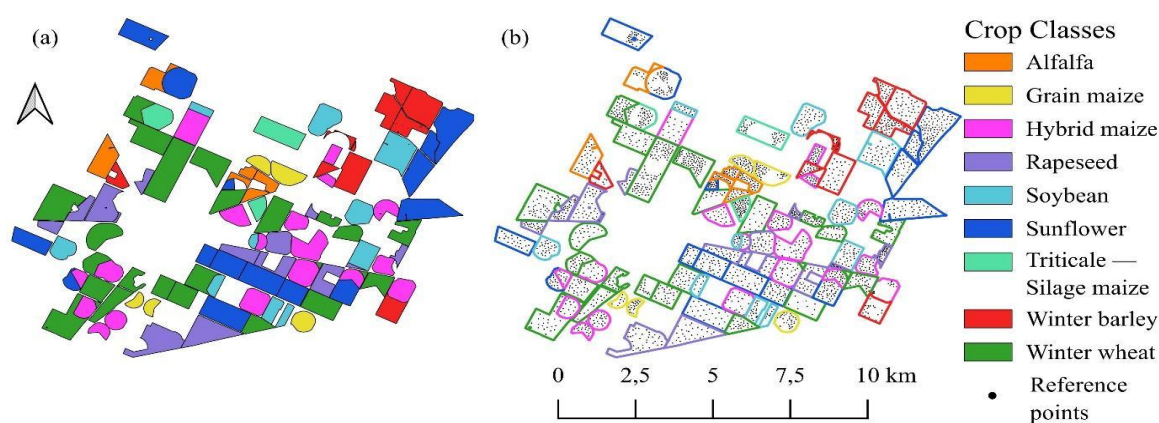 (a)
(b)
Crop Classes
Alfalfa
Grain maize
Hybrid maize
Rapeseed
Soybean
Sunflower
Triticale —
Silage maize
Winter barley
Winter wheat
Reference
points
0 2,5 5 7,5 10 km